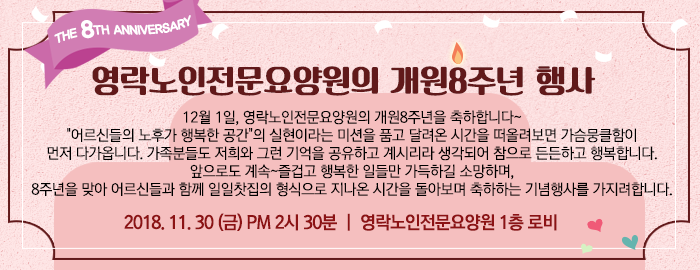 THE 8TH ANNIVERSARY
영락노인전문요양원의 개원8주년 행사
12월 1일, 영락노인전문요양원의 개원8주년을 축하합니다~
"어르신들의 노후가 행복한 공간"의 실현이라는 미션을 품고 달려온 시간을 떠올려보면 가슴뭉클함이
먼저 다가옵니다. 가족분들도 저희와 그런 기억을 공유하고 계시리라 생각되어 참으로 든든하고 행복합니다.
앞으로도 계속~즐겁고 행복한 일들만 가득하길 소망하며,
8주년을 맞아 어르신들과 함께 일일찻집의 형식으로 지나온 시간을 돌아보며 축하하는 기념행사를 가지려합니다.
2018. 11. 30 (금) PM 2시 30분 | 영락노인전문요양원 1층 로비